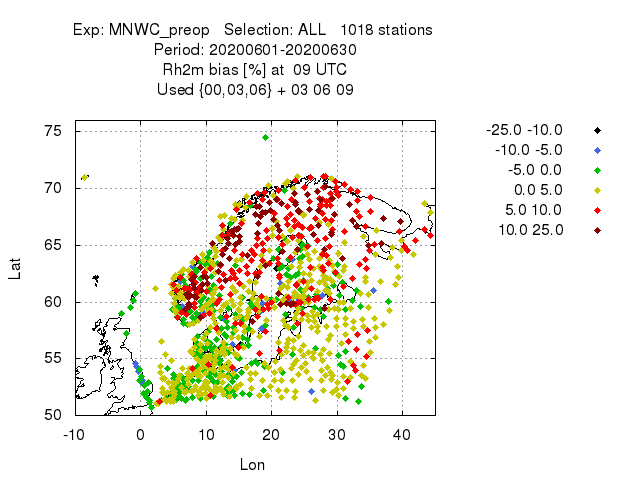 Exp: MNWC_preop   Selection: ALL   1018 stations
Period: 20200601-20200630
Rh2m bias [%] at  09 UTC
Used {00,03,06} + 03 06 09
75
70
65
60
55
50
Lat
-10 0 10 20 30 40
Lon
-25.0 -10.0
-10.0 -5.0
-5.0 0.0
0.0 5.0
5.0 10.0
10.0 25.0